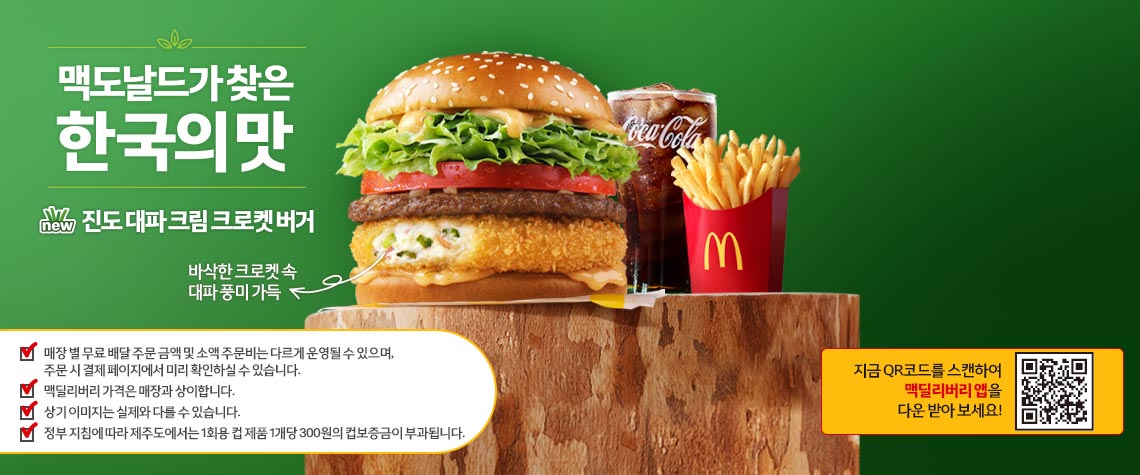 맥도날드가 찾은
한국의 맛
new 진도 대파 크림 크로켓 버거
바삭한 크로켓 속
대파 풍미 가득
Coca-Cola
매장 별 무료 배달 주문 금액 및 소액 주문비는 다르게 운영될 수 있으며,
주문 시 결제 페이지에서 미리 확인하실 수 있습니다.
맥딜리버리 가격은 매장과 상이합니다.
상기 이미지는 실제와 다를 수 있습니다.
정부 지침에 따라 제주도에서는 1회용 컵 제품 1개당 300원의 컵보증금이 부과됩니다.
지금 QR코드를 스캔하여
맥딜리버리 앱을
다운 받아 보세요!